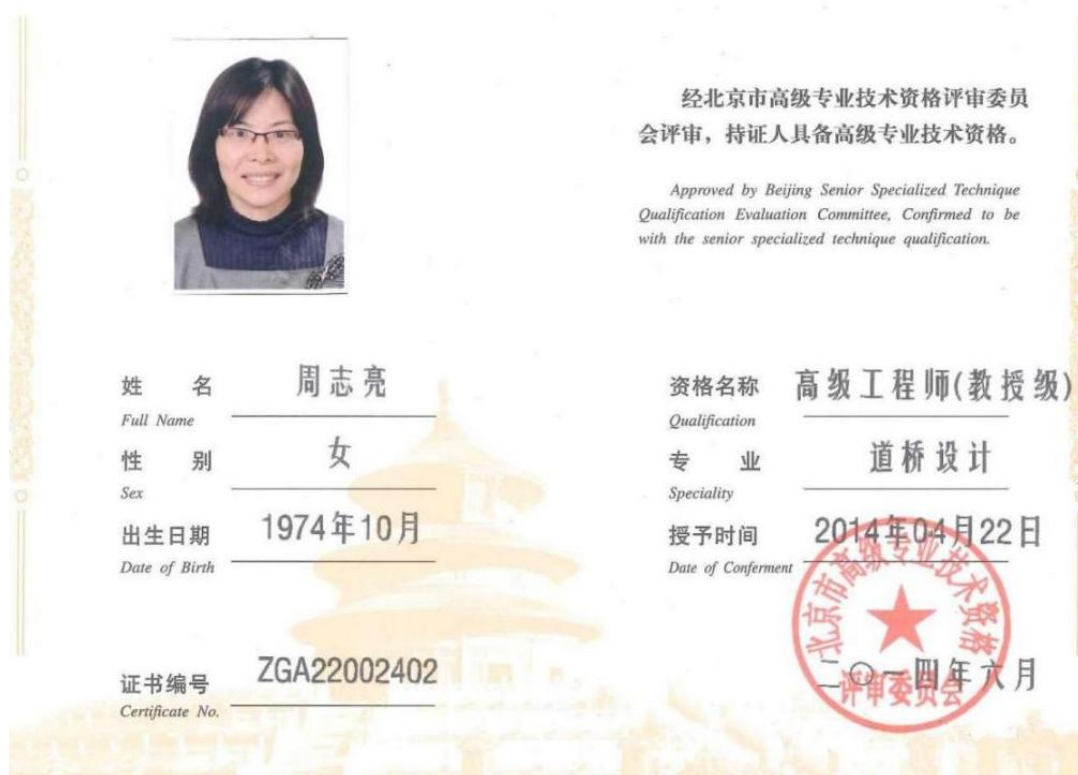 经北京市高级专业技术资格评审委员
会评审，持证人具备高级专业技术资格。
Approved by Beijing Senior Specialized Technique
Qualification Evaluation Committee, Confirmed to be
with the senior specialized technique qualification.
姓 名 周志亮
Full Name
性 别 女
Sex
出生日期 1974年10月
Date of Birth
证书编号 ZGA22002402
Certificate No.
资格名称 高级工程师(教授级)
Qualification
专 业 道桥设计
Speciality
授予时间 2014年04月22日
Date of Conferment
北京市高级专业技术资格
评审委员会
二〇一四年六月